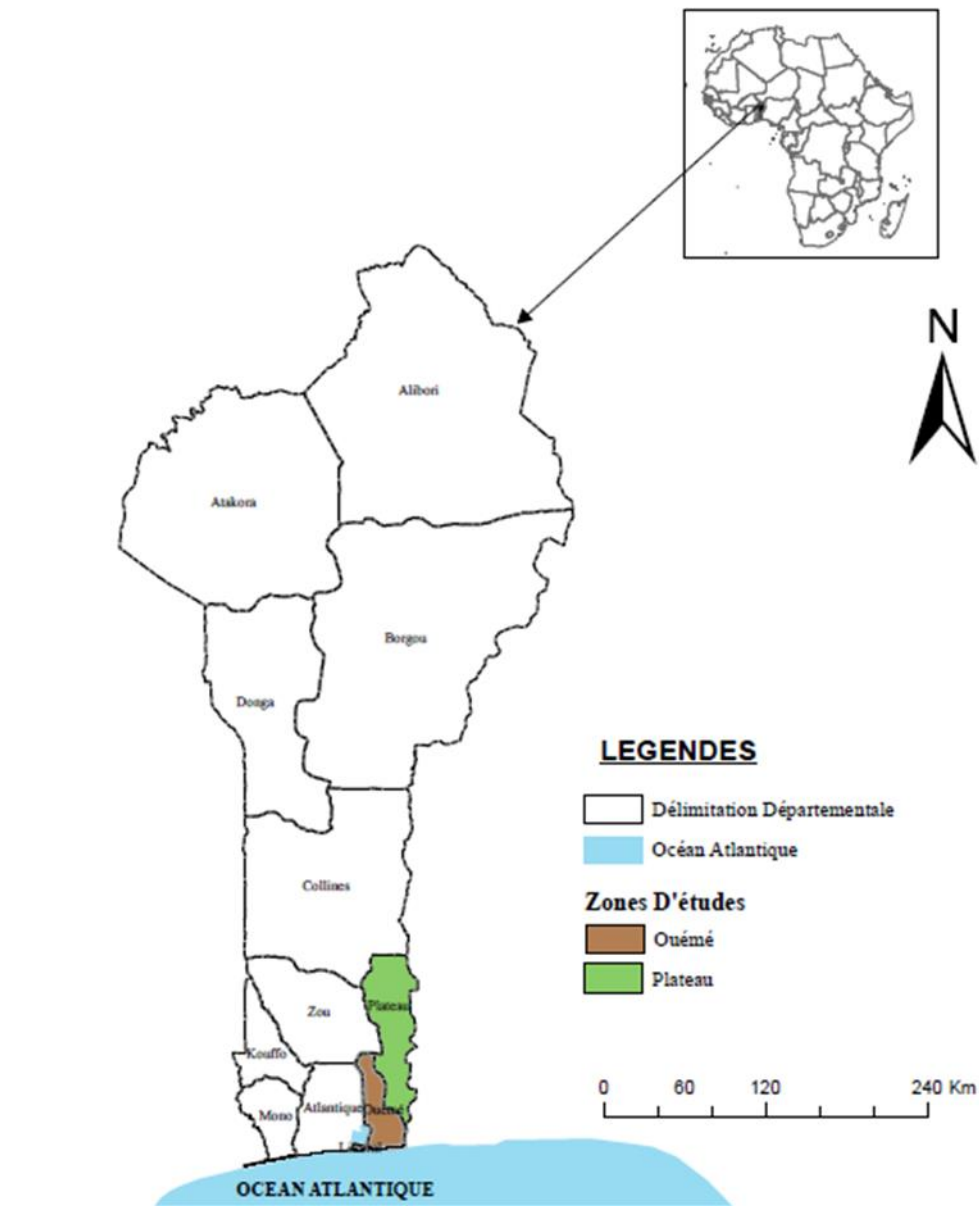 N
Alibori
Atakora
Borgou
Donga
LEGENDES
Délimitation Départementale
Océan Atlantique
Collines
Zones D'études
Ouémé
Plateau
Plateau
Zou
Kouffo
0 60 120 240 Km
Atlantique
Ouémé
Mono
OCEAN ATLANTIQUE